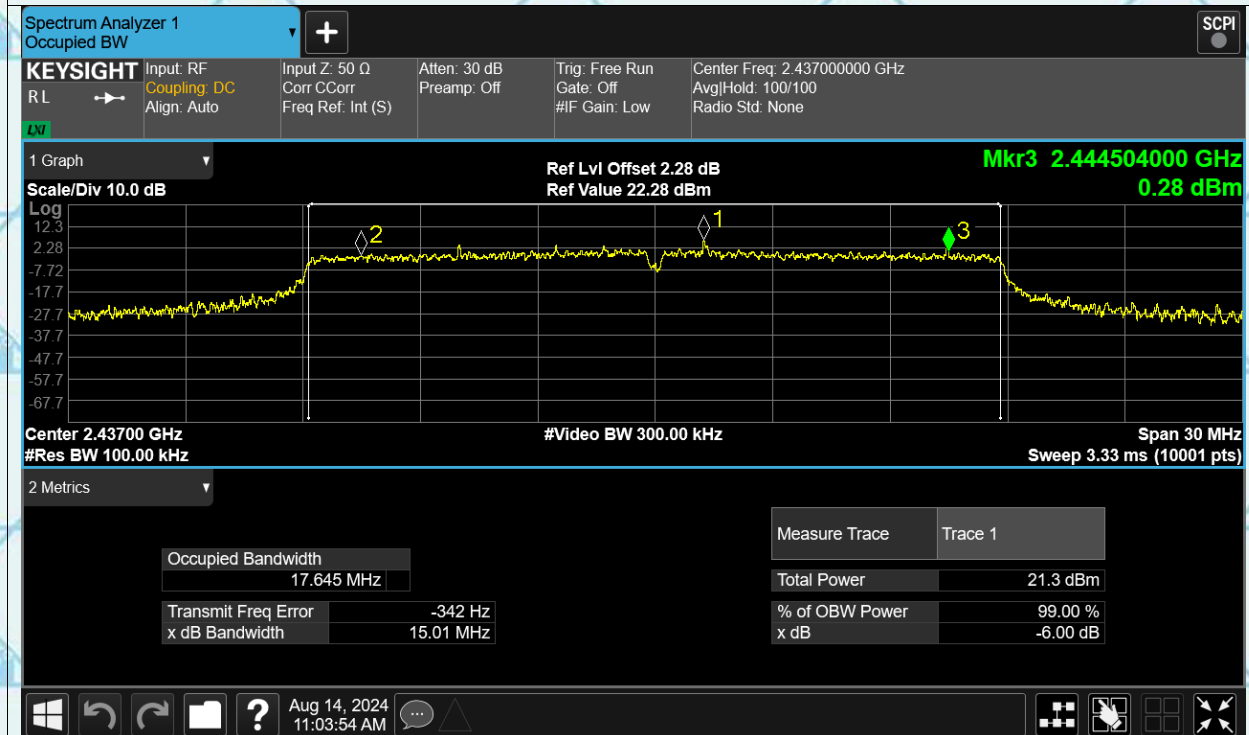 Spectrum Analyzer 1
Occupied BW
+
SCPI
KEYSIGHT
RL
LXI
Input: RF
Coupling: DC
Align: Auto
Input Z: 50 Ω
Corr CCorr
Freq Ref: Int (S)
Atten: 30 dB
Preamp: Off
Trig: Free Run
Gate: Off
#IF Gain: Low
Center Freq: 2.437000000 GHz
Avg|Hold: 100/100
Radio Std: None
1 Graph
Scale/Div 10.0 dB
Ref Lvl Offset 2.28 dB
Ref Value 22.28 dBm
Mkr3 2.444504000 GHz
0.28 dBm
Log
12.3
2.28
-7.72
-17.7
-27.7
-37.7
-47.7
-57.7
-67.7
2
1
3
Center 2.43700 GHz
#Video BW 300.00 kHz
Span 30 MHz
#Res BW 100.00 kHz
Sweep 3.33 ms (10001 pts)
2 Metrics
Occupied Bandwidth
17.645 MHz
Transmit Freq Error -342 Hz
x dB Bandwidth 15.01 MHz
Measure Trace Trace 1
Total Power 21.3 dBm
% of OBW Power 99.00 %
x dB -6.00 dB
?
Aug 14, 2024
11:03:54 AM